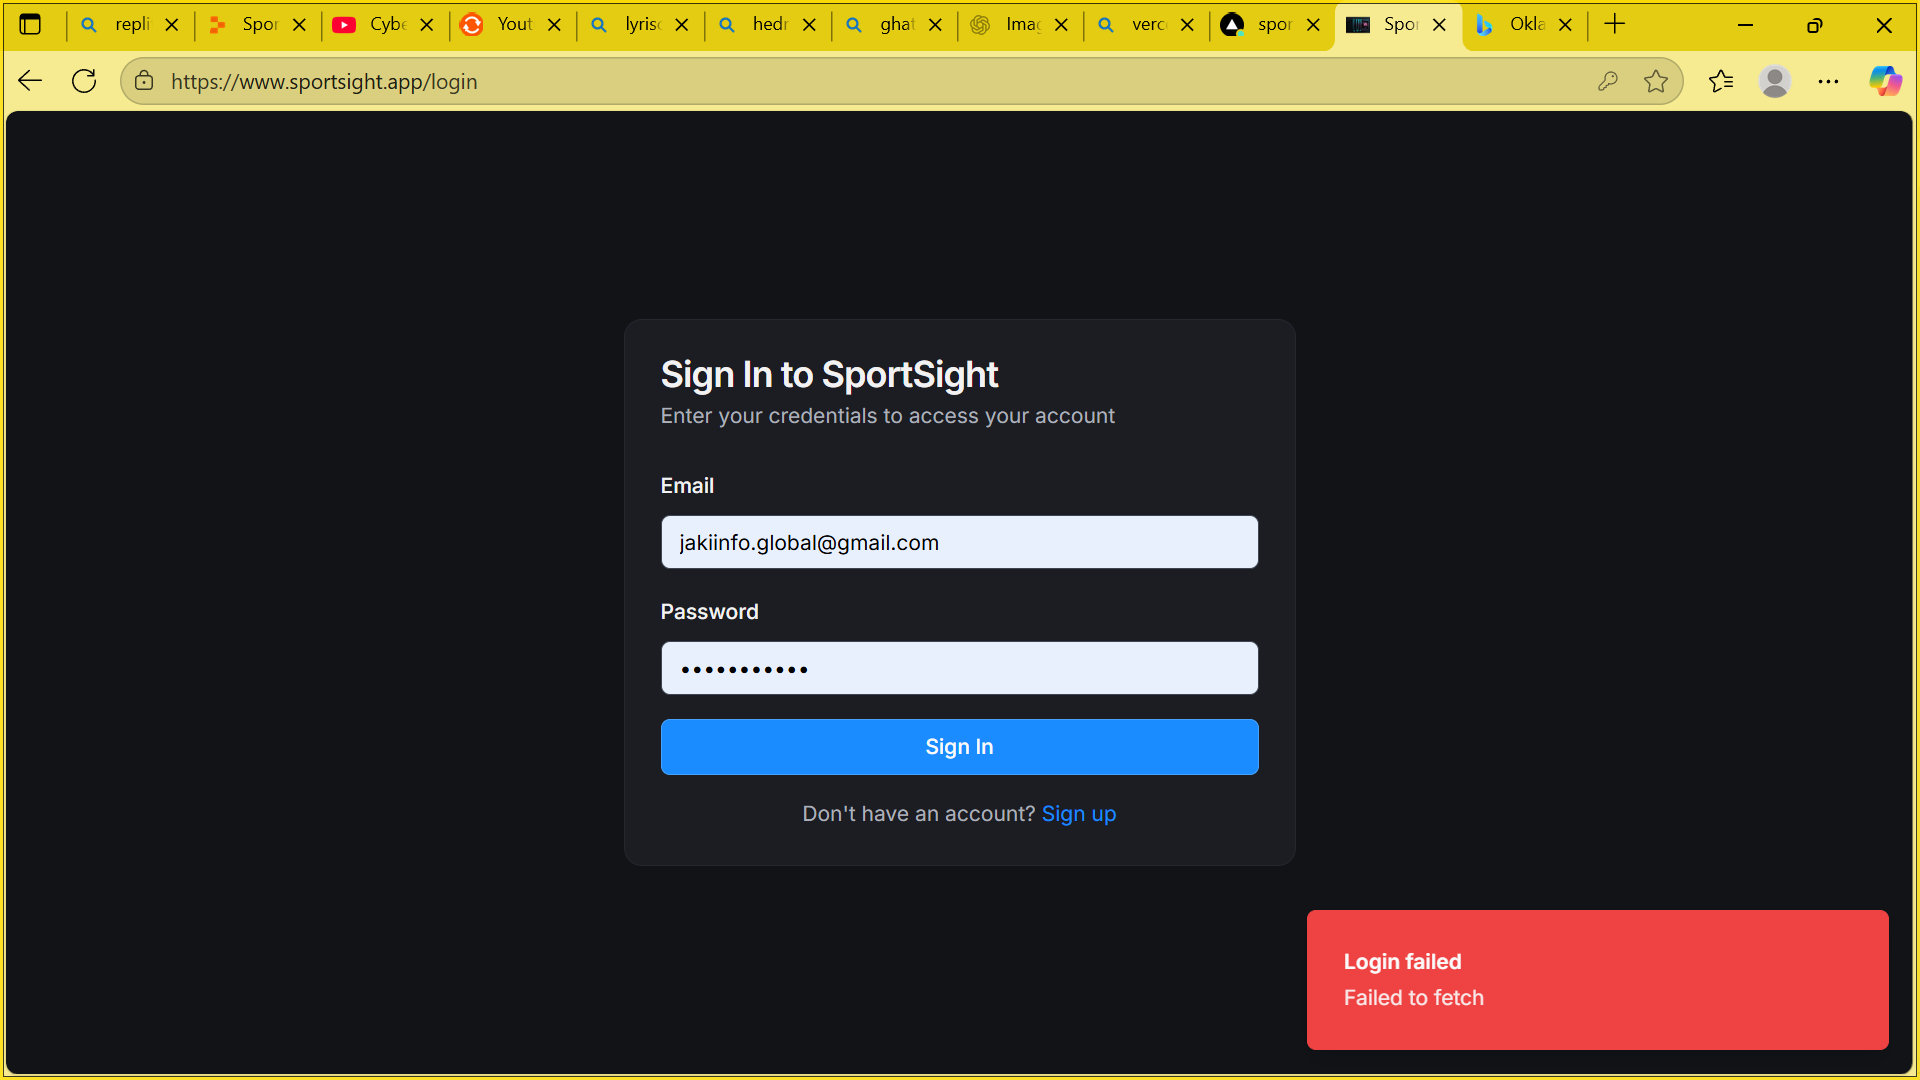 repli
Spor
Cybe
Yout
lyrisc
hedr
ghat
Imag
verc
spor
Spor
Okla
https://www.sportsight.app/login
Sign In to SportSight
Enter your credentials to access your account
Email
jakiinfo.global@gmail.com
Password
•••••••••••
Sign In
Don't have an account? Sign up
Login failed
Failed to fetch